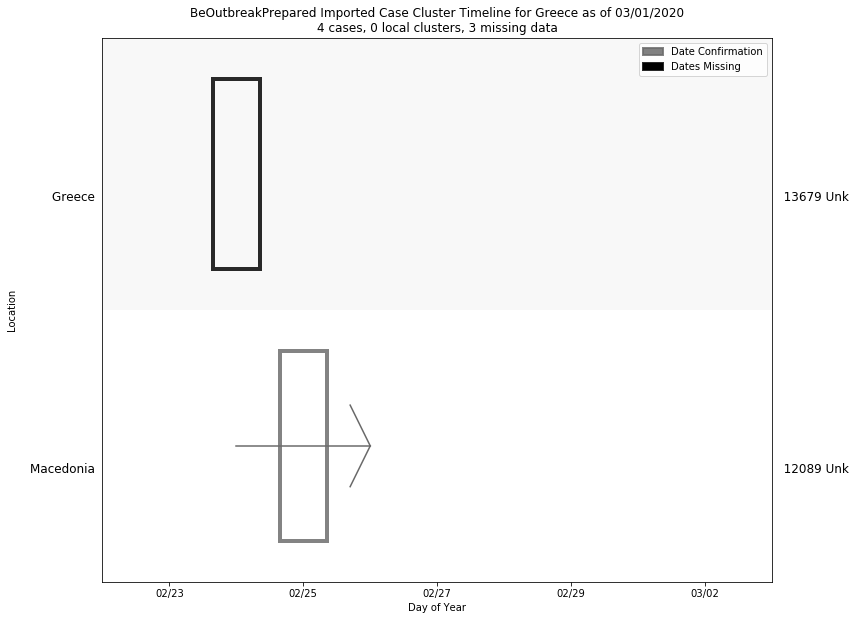 BeOutbreakPrepared Imported Case Cluster Timeline for Greece as of 03/01/2020
4 cases, 0 local clusters, 3 missing data
Date Confirmation
Dates Missing
Greece
13679 Unk
Location
Macedonia
12089 Unk
02/23 02/25 02/27 02/29 03/02
Day of Year